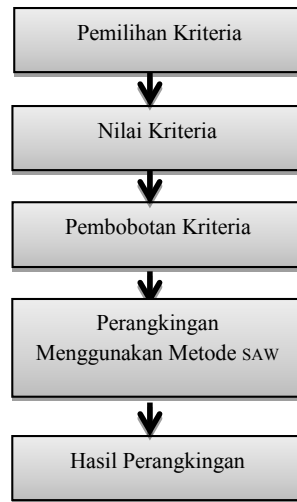 Pemilihan Kriteria
Nilai Kriteria
Pembobotan Kriteria
Perangkingan
Menggunakan Metode SAW
Hasil Perangkingan